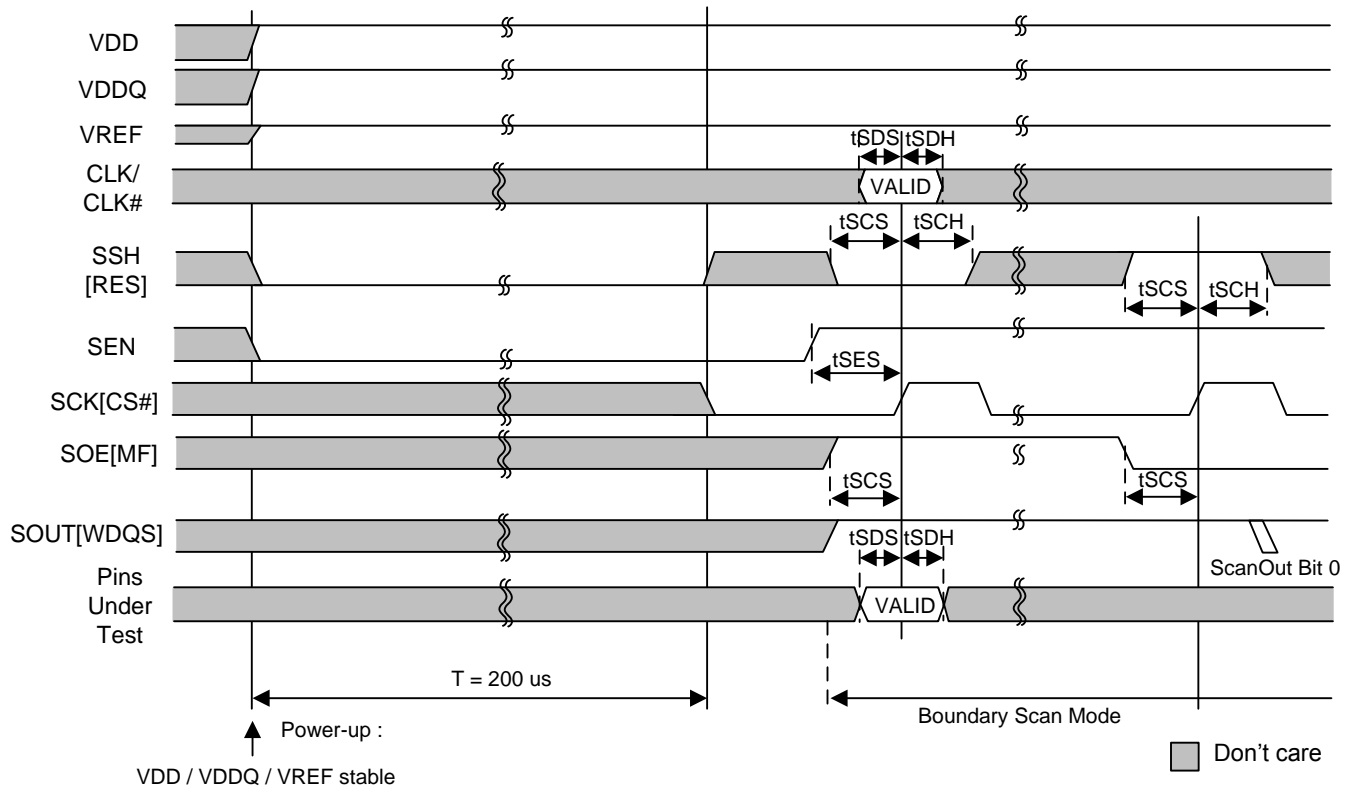 VDD
VDDQ
VREF
tSDS tSDH
CLK/
CLK#
VALID
tSCS tSCH
SSH
[RES]
tSCS tSCH
SEN
tSES
SCK[CS#]
SOE[MF]
tSCS
tSCS
SOUT[WDQS]
tSDS tSDH
ScanOut Bit 0
Pins
Under
Test
VALID
T = 200 us
Boundary Scan Mode
Power-up :
Don't care
VDD / VDDQ / VREF stable